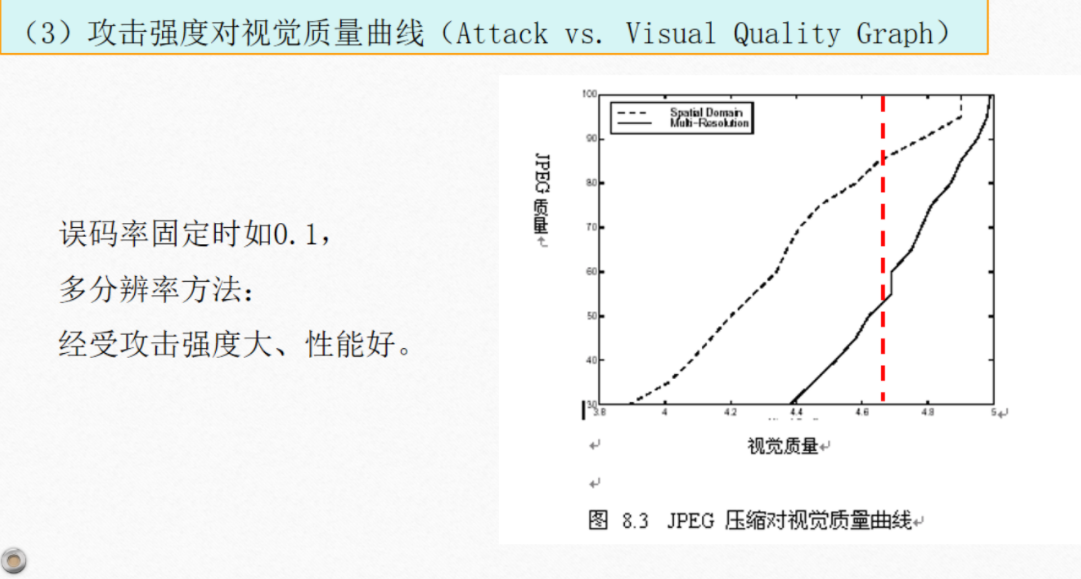 （3）攻击强度对视觉质量曲线（Attack vs. Visual Quality Graph）
误码率固定时如0.1，
多分辨率方法：
经受攻击强度大、性能好。
Spatial Domain
Multi-Resolution
JPEG 质量
100
90
80
70
60
50
40
30
3.8 4 4.2 4.4 4.6 4.8 5
视觉质量
图 8.3 JPEG 压缩对视觉质量曲线